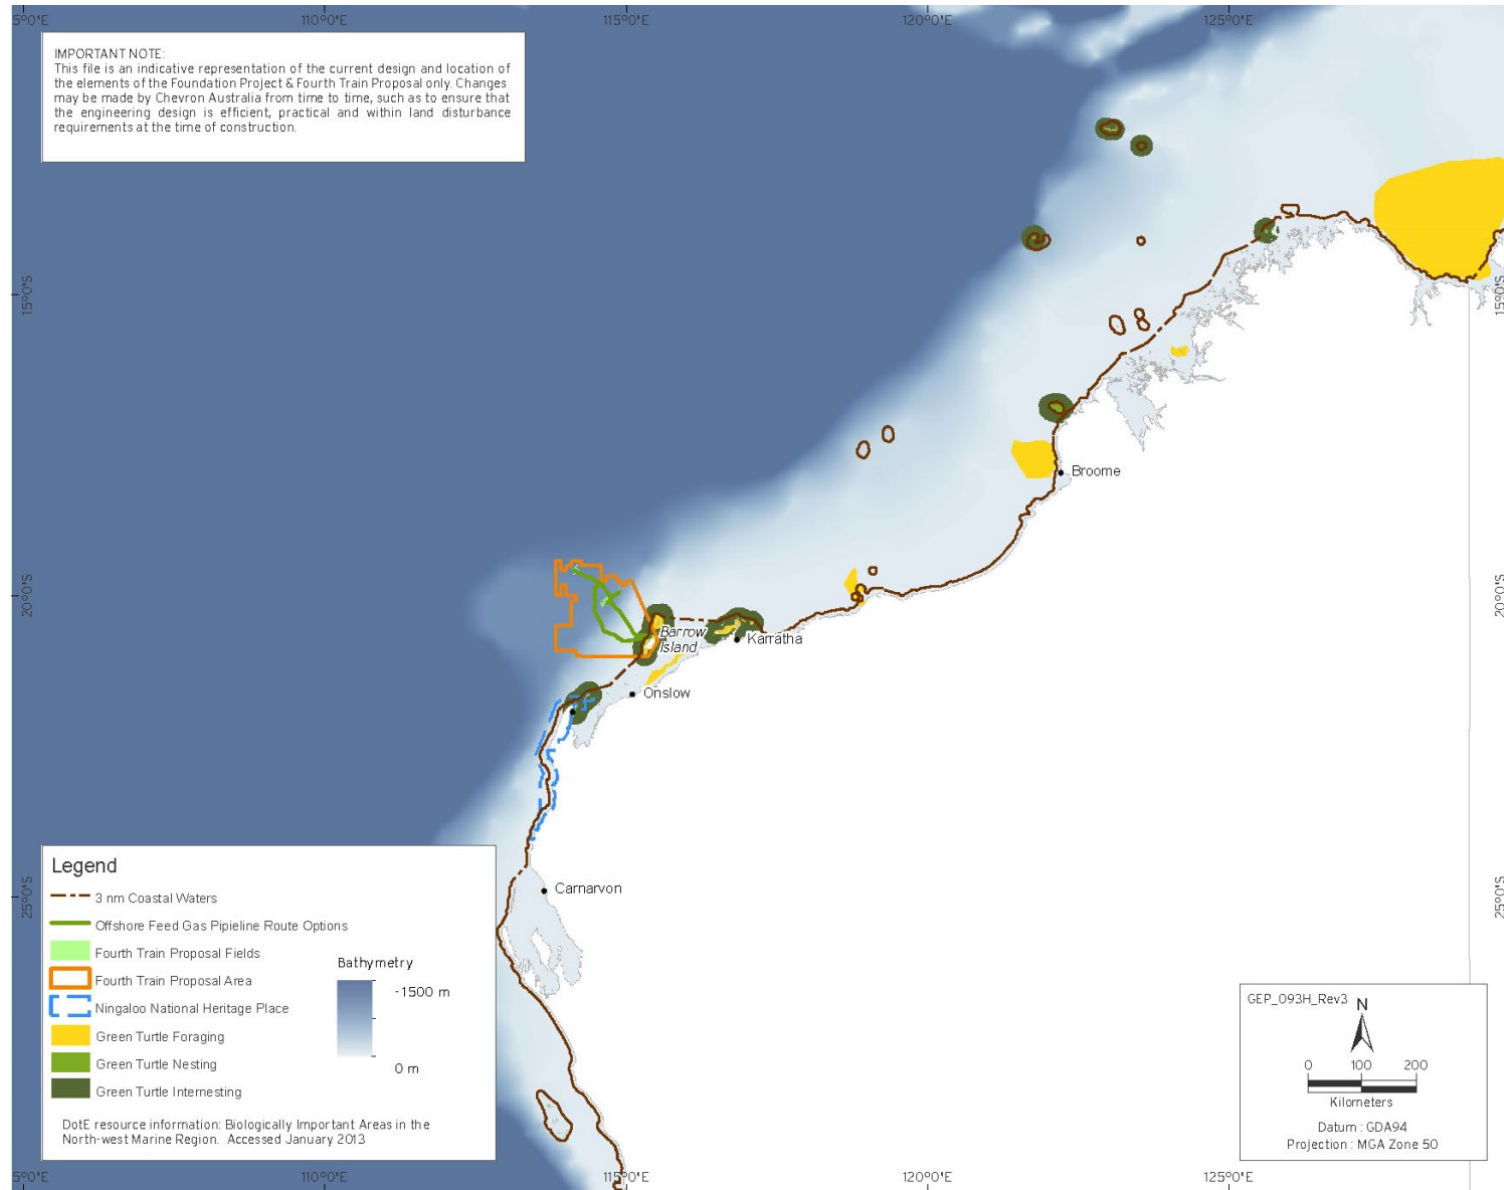 5°0'E 110°0'E 115°0'E 120°0'E 125°0'E
IMPORTANT NOTE:
This file is an indicative representation of the current design and location of
the elements of the Foundation Project & Fourth Train Proposal only. Changes
may be made by Chevron Australia from time to time, such as to ensure that
the engineering design is efficient, practical and within land disturbance
requirements at the time of construction.
15°0'S 15°0'S
Broome
20°0'S 20°0'S
Barrow
Island
Karratha
Onslow
Carnarvon
25°0'S 25°0'S
Legend
3 nm Coastal Waters
Offshore Feed Gas Pipieline Route Options
Fourth Train Proposal Fields
Fourth Train Proposal Area
Ningaloo National Heritage Place
Green Turtle Foraging
Green Turtle Nesting
Green Turtle Internesting
Bathymetry
-1500 m
0 m
DotE resource information: Biologically Important Areas in the
North-west Marine Region. Accessed January 2013
GEP_093H_Rev3
N
0 100 200
Kilometers
Datum : GDA94
Projection : MGA Zone 50
5°0'E 110°0'E 115°0'E 120°0'E 125°0'E